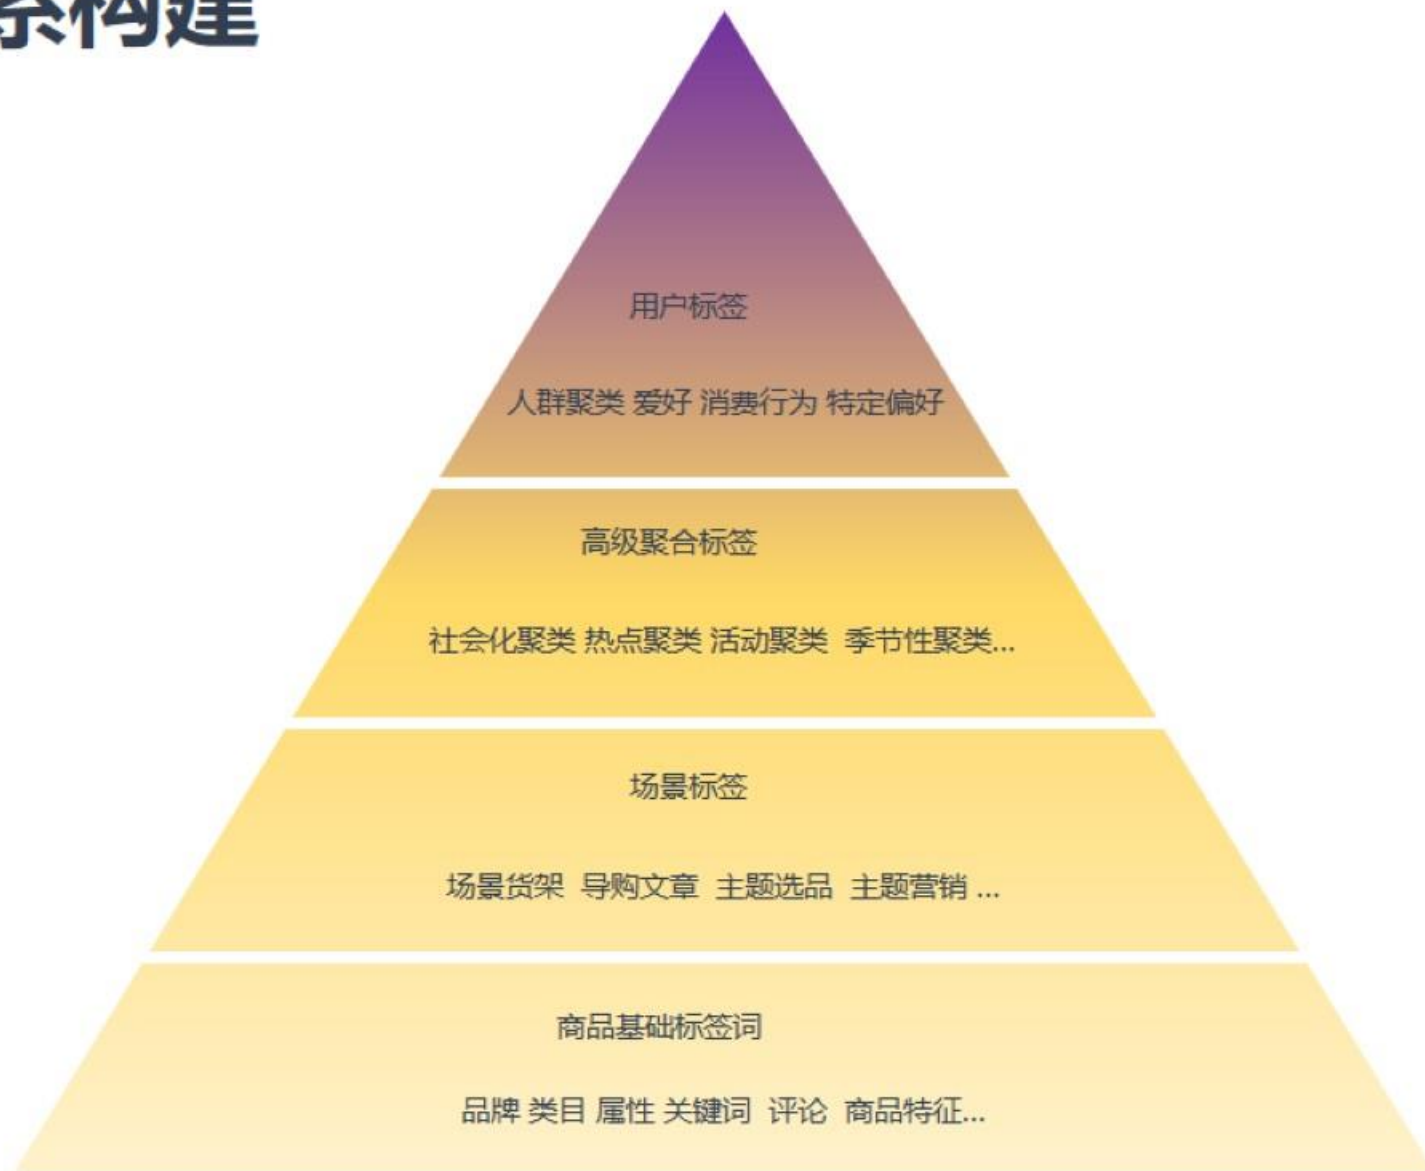 系构建
用户标签
人群聚类 爱好 消费行为 特定偏好
高级聚合标签
社会化聚类 热点聚类 活动聚类 季节性聚类...
场景标签
场景货架 导购文章 主题选品 主题营销 ...
商品基础标签词
品牌 类目 属性 关键词 评论 商品特征...